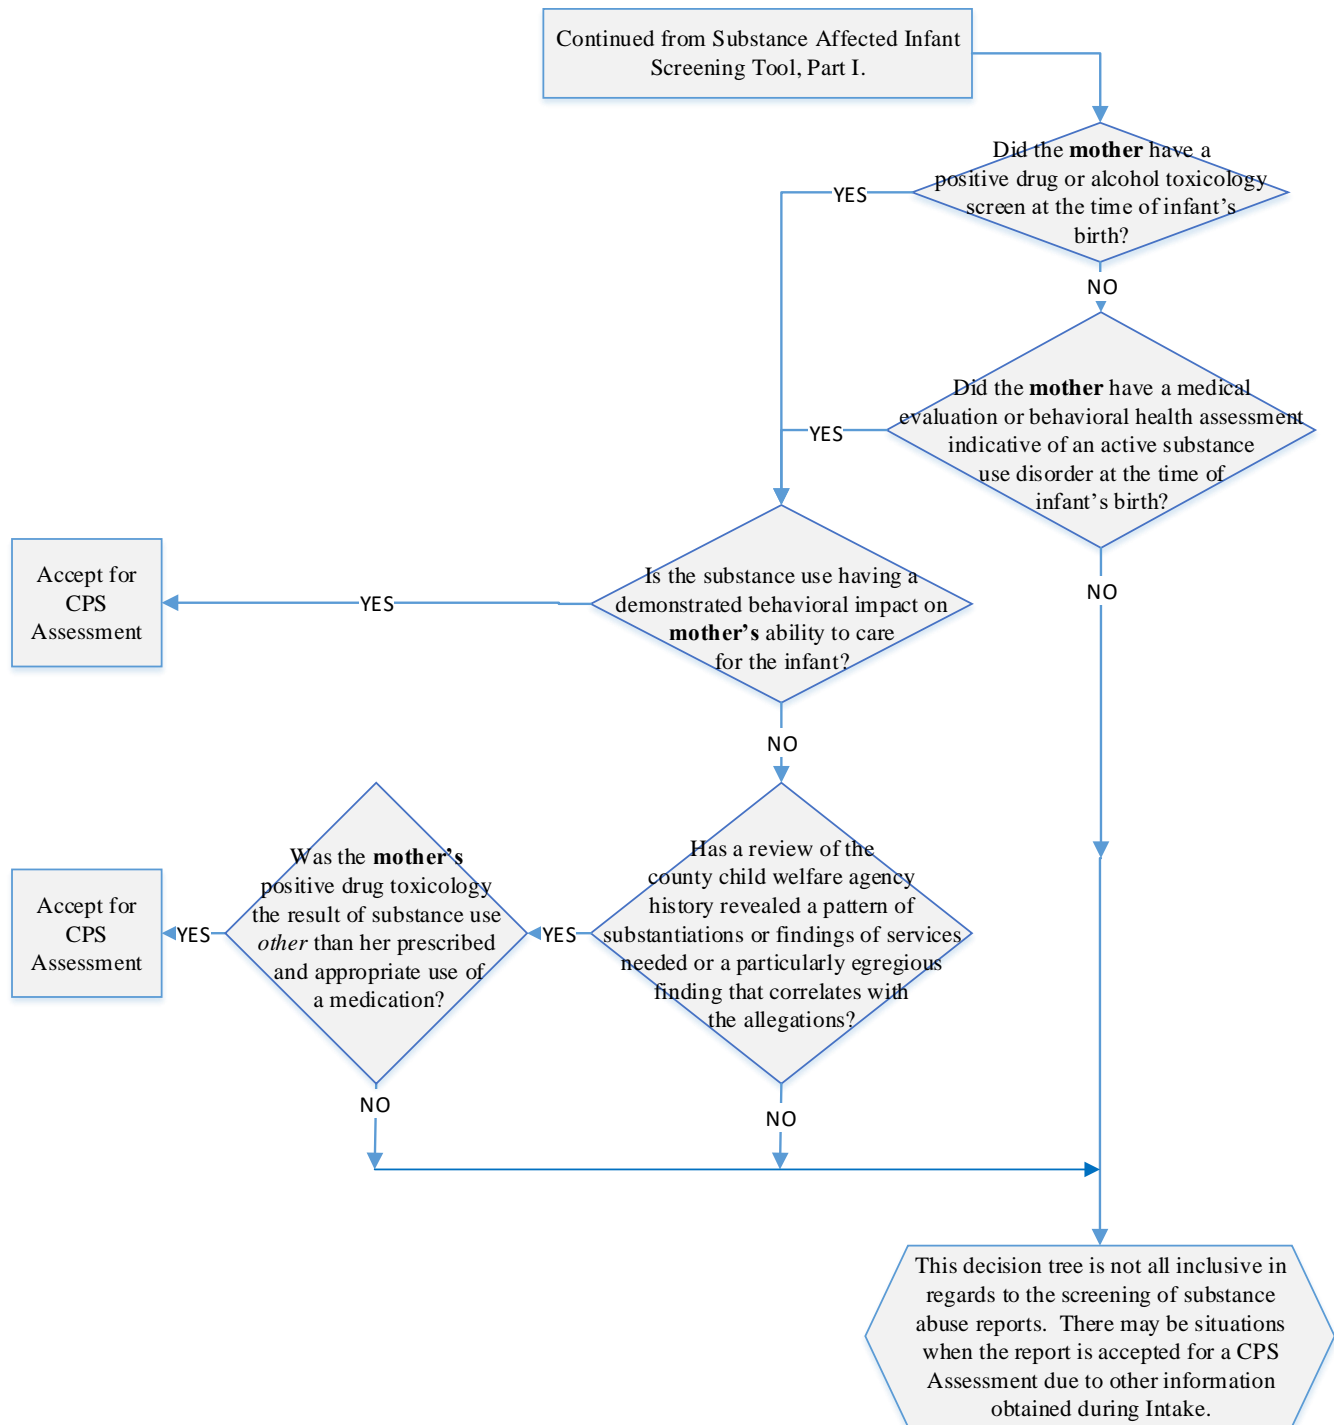 Continued from Substance Affected Infant
Screening Tool, Part I.
Did the mother have a
positive drug or alcohol toxicology
screen at the time of infant’s
birth?
YES
NO
Did the mother have a medical
evaluation or behavioral health assessment
indicative of an active substance
use disorder at the time of
infant’s birth?
YES
NO
Is the substance use having a
demonstrated behavioral impact on
mother’s ability to care
for the infant?
YES
Accept for
CPS
Assessment
NO
Has a review of the
county child welfare agency
history revealed a pattern of
substantiations or findings of services
needed or a particularly egregious
finding that correlates with
the allegations?
YES
Was the mother’s
positive drug toxicology
the result of substance use
other than her prescribed
and appropriate use of
a medication?
YES
Accept for
CPS
Assessment
NO
NO
This decision tree is not all inclusive in
regards to the screening of substance
abuse reports.  There may be situations
when the report is accepted for a CPS
Assessment due to other information
obtained during Intake.